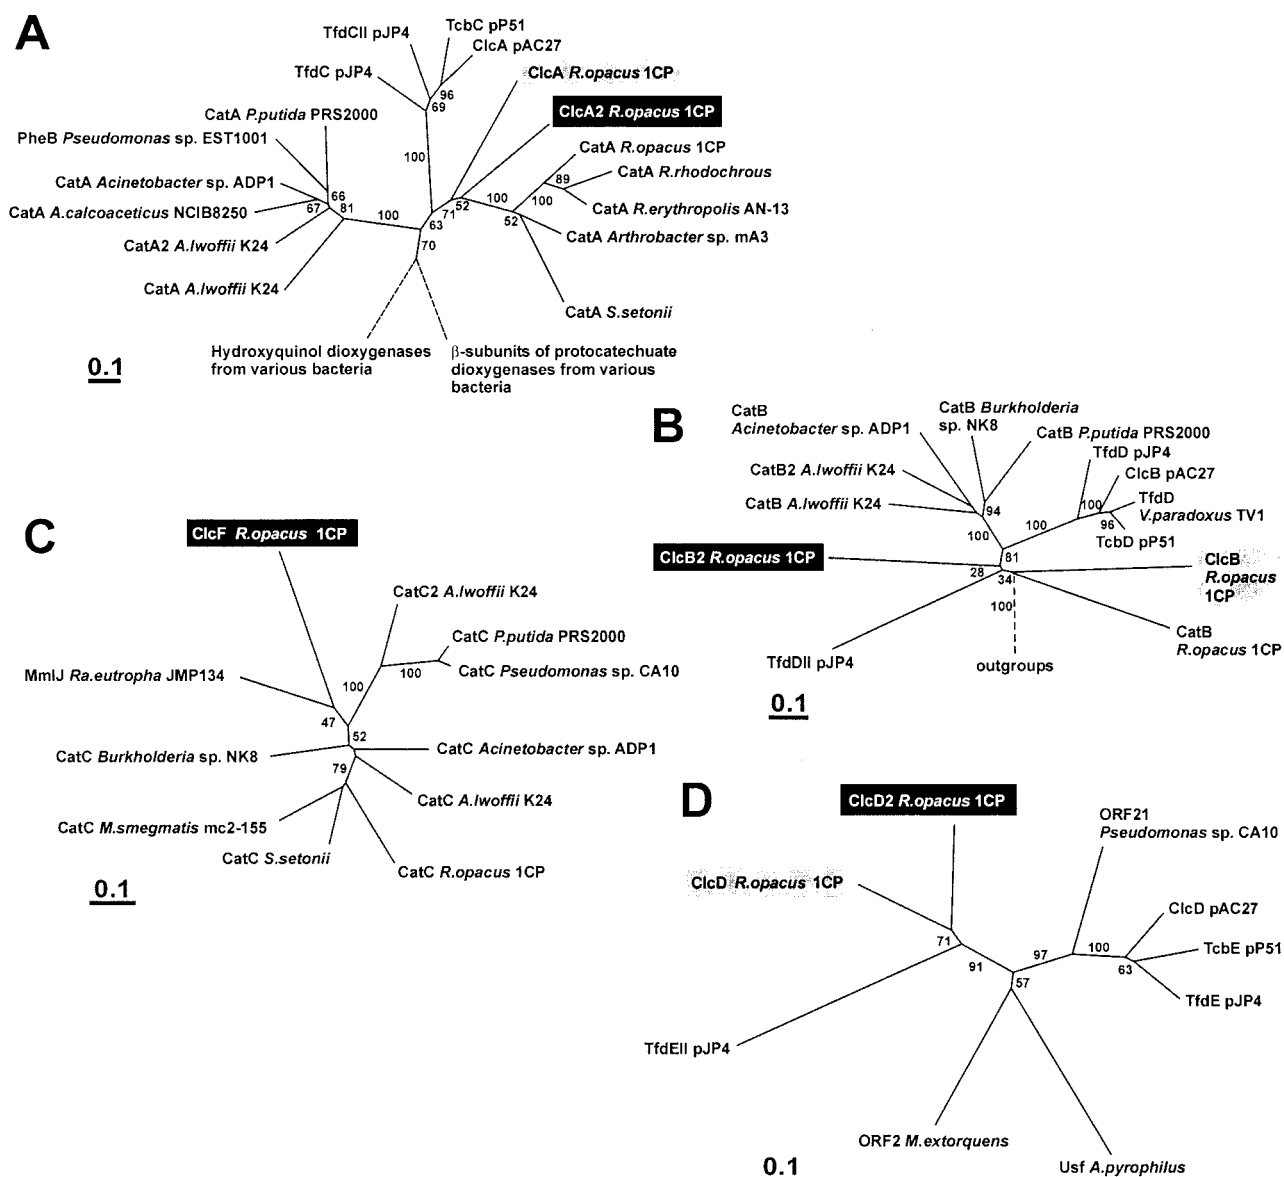 A
TfdCII pJP4
TcbC pP51
ClcA pAC27
TfdC pJP4
ClcA R.opacus 1CP
96
69
ClcA2 R.opacus 1CP
CatA P.putida PRS2000
PheB Pseudomonas sp. EST1001
CatA R.opacus 1CP
100
CatA R.rhodochrous
89
CatA Acinetobacter sp. ADP1
66
100
100
CatA R.erythropolis AN-13
CatA A.calcoaceticus NCIB8250
67
81
100
63
71
52
52
CatA Arthrobacter sp. mA3
CatA2 A.lwoffii K24
70
CatA A.lwoffii K24
CatA S.setonii
Hydroxyquinol dioxygenases
from various bacteria
β-subunits of protocatechuate
dioxygenases from various
bacteria
0.1
B
CatB
Acinetobacter sp. ADP1
CatB Burkholderia
sp. NK8
CatB P.putida PRS2000
TfdD pJP4
CatB2 A.lwoffii K24
ClcB pAC27
CatB A.lwoffii K24
94
100
TfdD
V.paradoxus TV1
100
100
96
TcbD pP51
ClcB2 R.opacus 1CP
81
ClcB
R.opacus
1CP
28
34
100
TfdDII pJP4
outgroups
CatB
R.opacus 1CP
0.1
C
ClcF R.opacus 1CP
CatC2 A.lwoffii K24
CatC P.putida PRS2000
MmlJ Ra.eutropha JMP134
100
100
CatC Pseudomonas sp. CA10
47
52
CatC Burkholderia sp. NK8
CatC Acinetobacter sp. ADP1
79
CatC A.lwoffii K24
CatC M.smegmatis mc2-155
CatC S.setonii
CatC R.opacus 1CP
0.1
D
ClcD2 R.opacus 1CP
ORF21
Pseudomonas sp. CA10
ClcD R.opacus 1CP
ClcD pAC27
71
91
97
100
TcbE pP51
63
57
TfdE pJP4
TfdEII pJP4
ORF2 M.extorquens
Usf A.pyrophilus
0.1